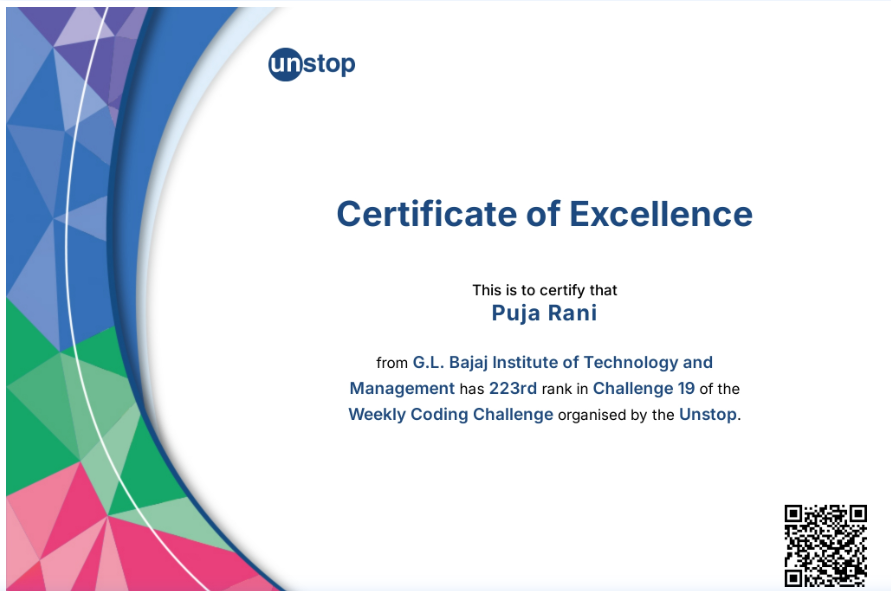 unstop
Certificate of Excellence
This is to certify that
Puja Rani
from G.L. Bajaj Institute of Technology and
Management has 223rd rank in Challenge 19 of the
Weekly Coding Challenge organised by the Unstop.